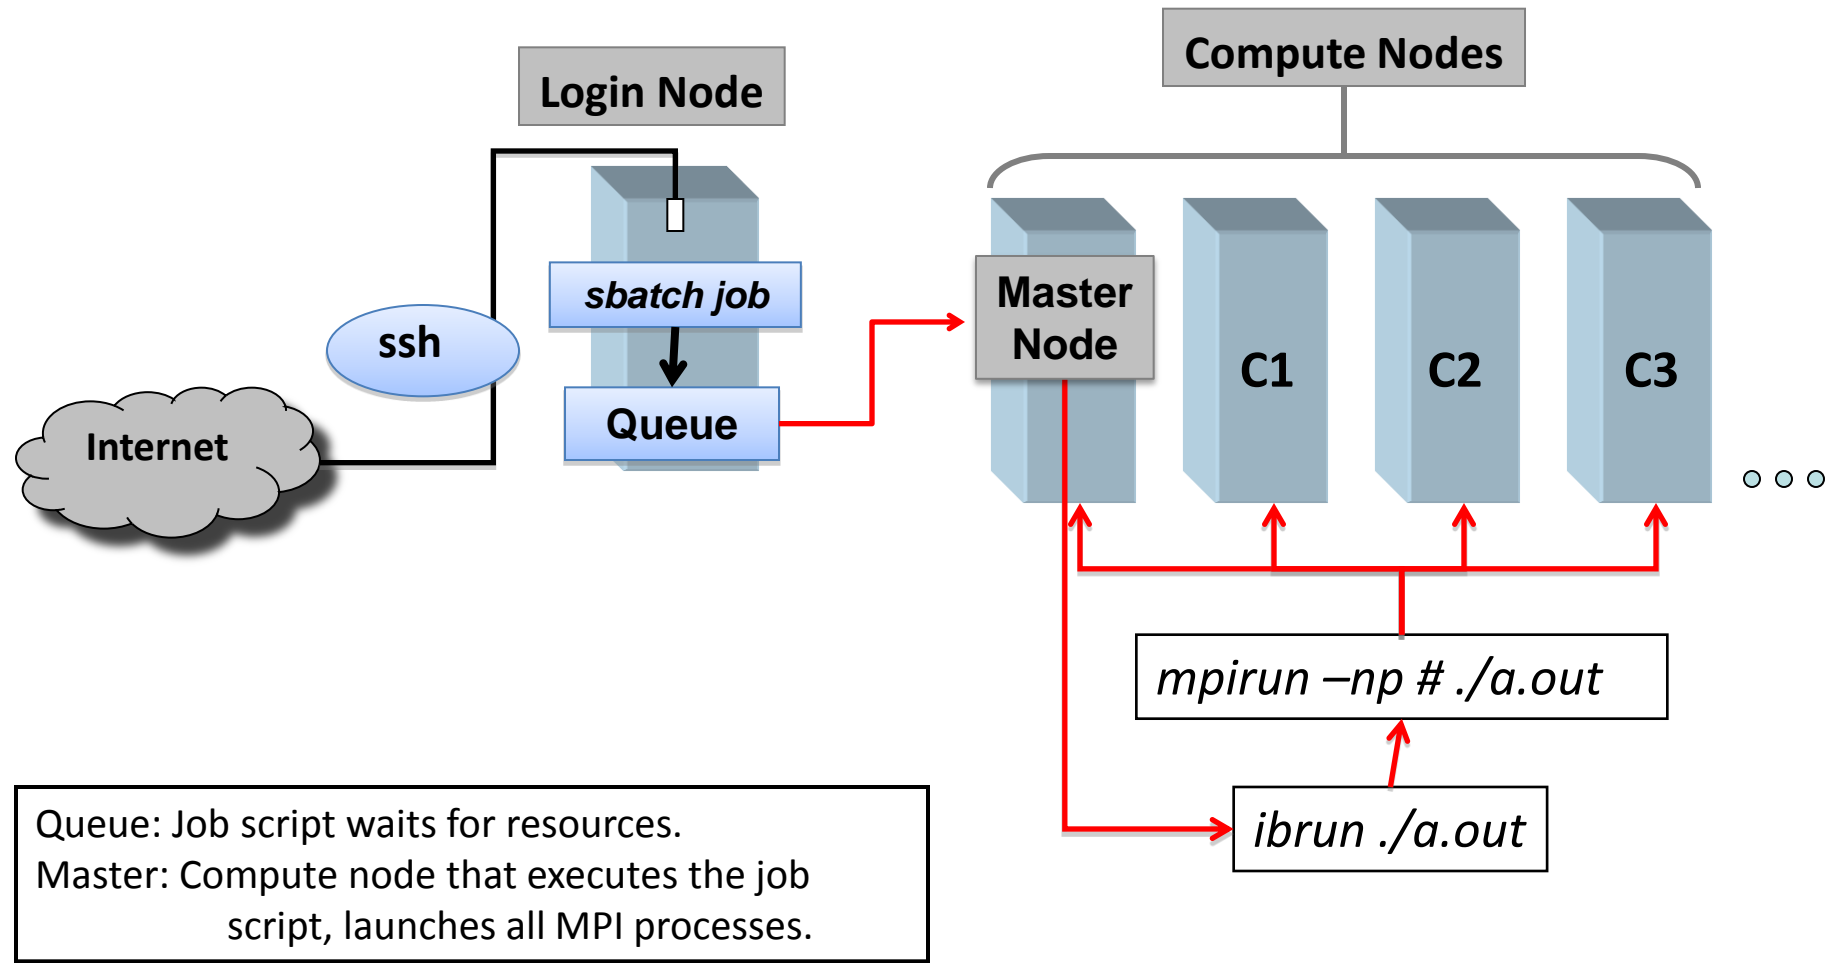 Compute Nodes
Login Node
sbatch job
Master
Node
ssh
C1
C2
C3
Queue
Internet
mpirun –np # ./a.out
ibrun ./a.out
Queue: Job script waits for resources.
Master: Compute node that executes the job
script, launches all MPI processes.